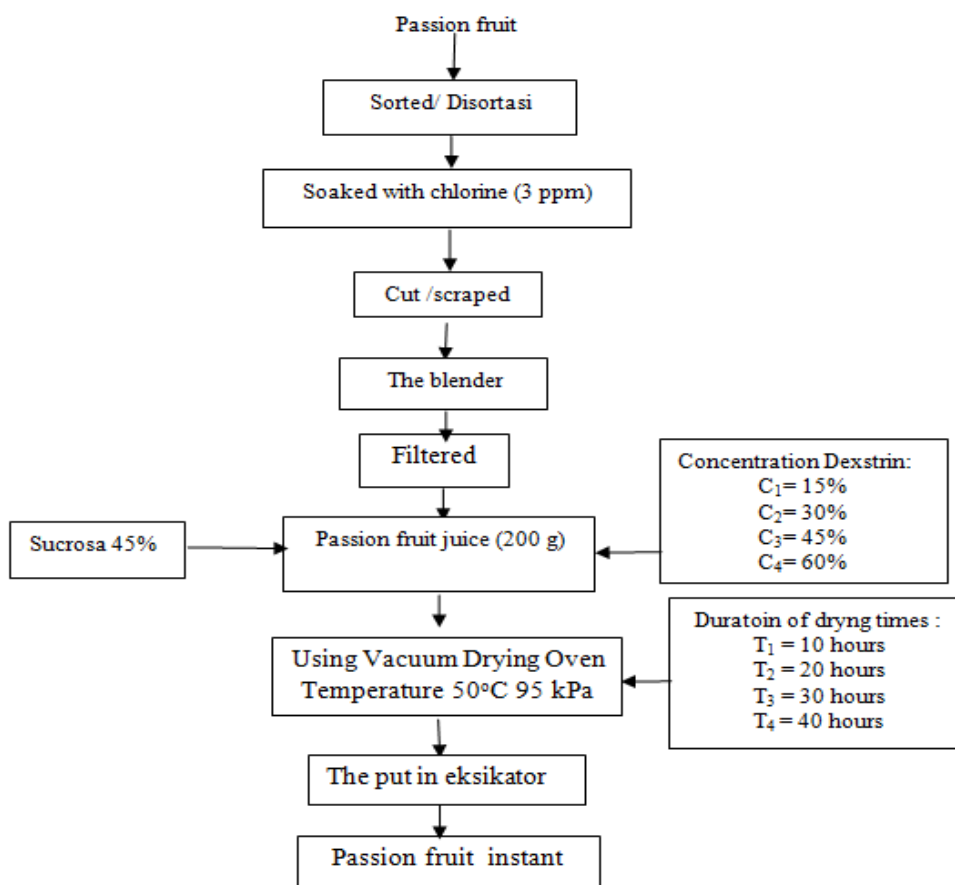 Passion fruit
Sorted/ Disortasi
Soaked with chlorine (3 ppm)
Cut /scraped
The blender
Filtered
Concentration Dexstrin:
C₁= 15%
C₂= 30%
C₃= 45%
C₄= 60%
Sucrosa 45%
Passion fruit juice (200 g)
Duratoin of dryng times :
T₁ = 10 hours
T₂ = 20 hours
T₃ = 30 hours
T₄ = 40 hours
Using Vacuum Drying Oven
Temperature 50°C 95 kPa
The put in eksikator
Passion fruit instant